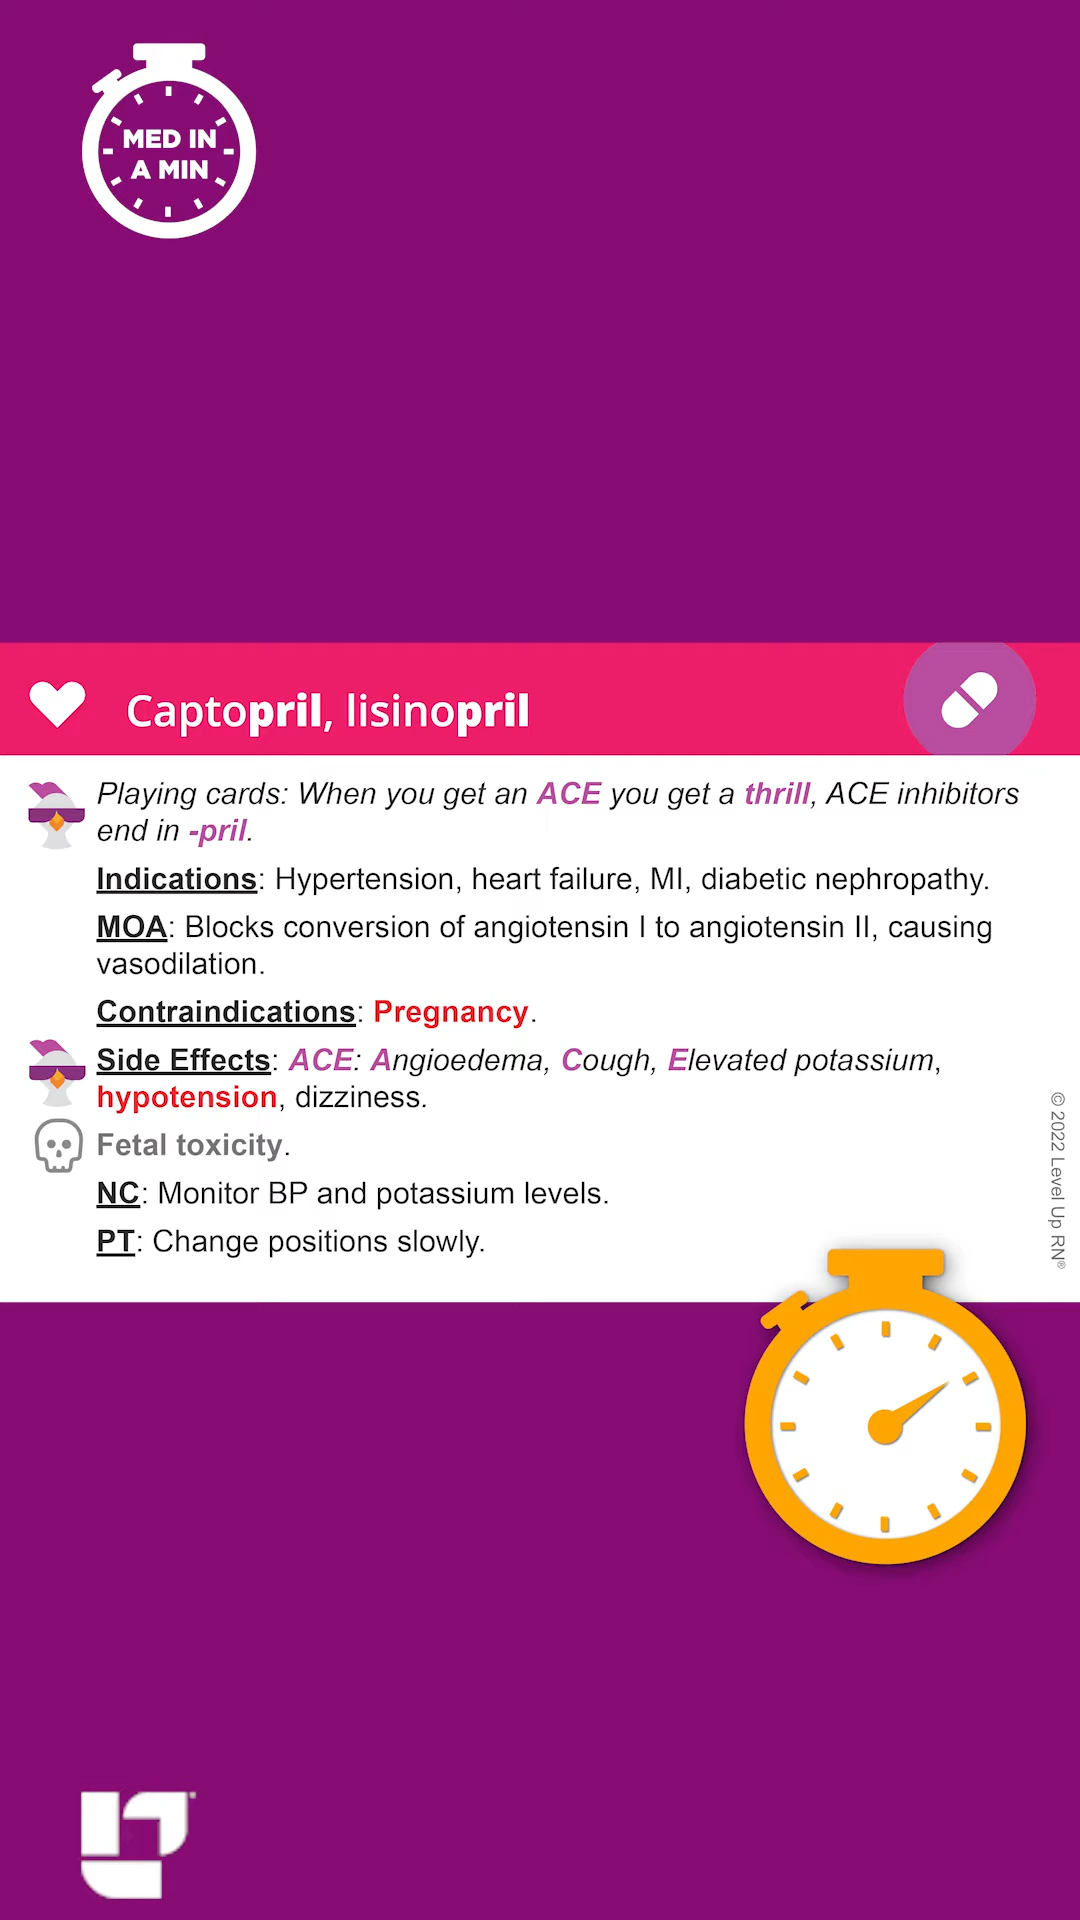 MED IN
A MIN
Captopril, lisinopril
Playing cards: When you get an ACE you get a thrill, ACE inhibitors
end in -pril.
Indications: Hypertension, heart failure, MI, diabetic nephropathy.
MOA: Blocks conversion of angiotensin I to angiotensin II, causing
vasodilation.
Contraindications: Pregnancy.
Side Effects: ACE: Angioedema, Cough, Elevated potassium,
hypotension, dizziness.
Fetal toxicity.
NC: Monitor BP and potassium levels.
PT: Change positions slowly.
© 2022 Level Up RN®